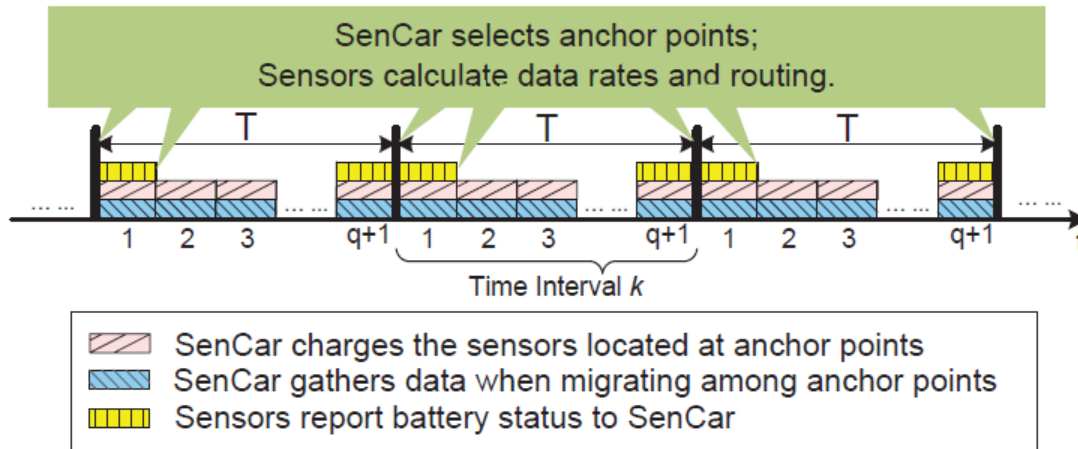 SenCar selects anchor points;
Sensors calculate data rates and routing.
T T T
... ... ... ... ... ... ... ... ... ...
1 2 3 q+1 1 2 3 q+1 1 2 3 q+1
Time Interval k
SenCar charges the sensors located at anchor points
SenCar gathers data when migrating among anchor points
Sensors report battery status to SenCar